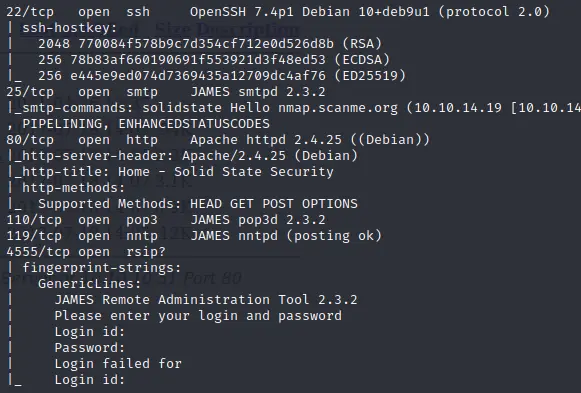 22/tcp   open  ssh     OpenSSH 7.4p1 Debian 10+deb9u1 (protocol 2.0)
| ssh-hostkey:
|   2048 770084f578b9c7d354cf712e0d526d8b (RSA)
|   256 78b83af660190691f553921d3f48ed53 (ECDSA)
|_  256 e445e9ed074d7369435a12709dc4af76 (ED25519)
25/tcp   open  smtp    JAMES smtpd 2.3.2
|_smtp-commands: solidstate Hello nmap.scanme.org (10.10.14.19 [10.10.14
, PIPELINING, ENHANCEDSTATUSCODES
80/tcp   open  http    Apache httpd 2.4.25 ((Debian))
|_http-server-header: Apache/2.4.25 (Debian)
|_http-title: Home - Solid State Security
| http-methods:
|_  Supported Methods: HEAD GET POST OPTIONS
110/tcp  open  pop3    JAMES pop3d 2.3.2
119/tcp  open  nntp    JAMES nntpd (posting ok)
4555/tcp open  rsip?
| fingerprint-strings:
|   GenericLines:
|     JAMES Remote Administration Tool 2.3.2
|     Please enter your login and password
|     Login id:
|     Password:
|     Login failed for
|_    Login id:
Size Description
Port 80